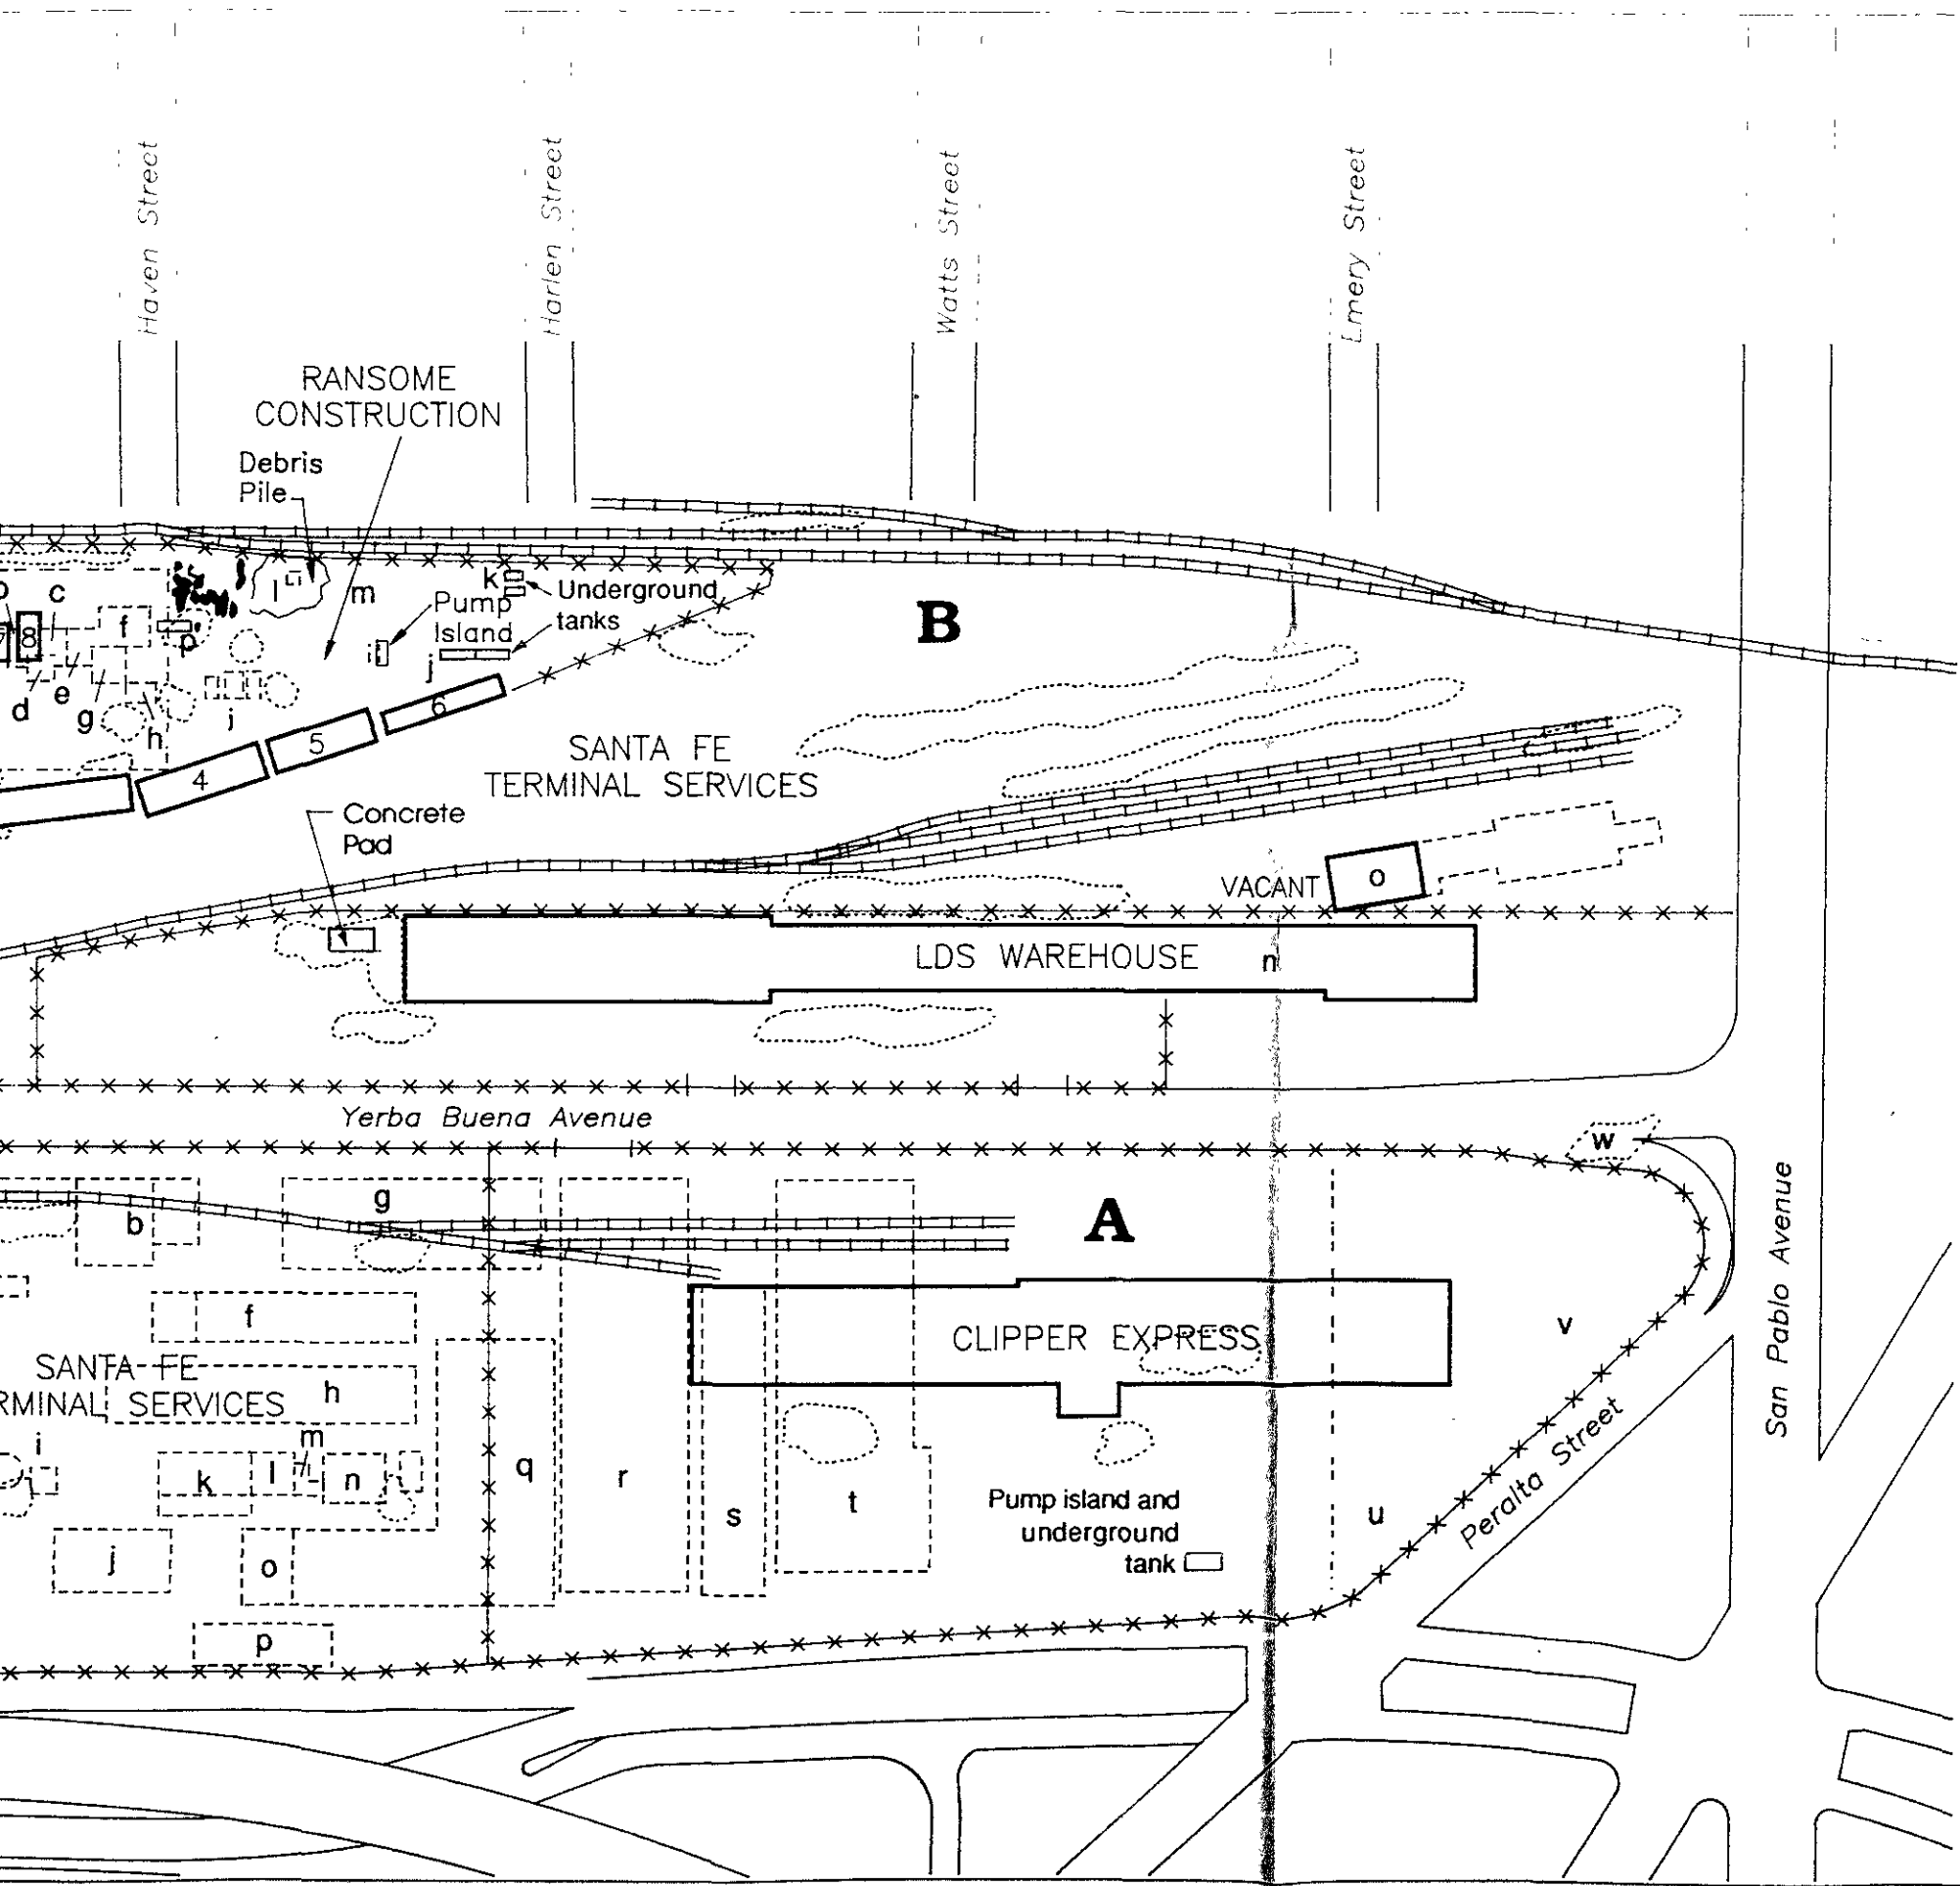 Haven Street
Harlen Street
Watts Street
Emery Street
RANSOME
CONSTRUCTION
Debris
Pile
B
k
Underground
tanks
Pump
Island
l
m
c
f
8
p
i
j
e
d
g
h
j
6
5
4
SANTA FE
TERMINAL SERVICES
Concrete
Pad
VACANT
o
LDS WAREHOUSE
n
Yerba Buena Avenue
w
g
b
A
San Pablo Avenue
f
CLIPPER EXPRESS
v
SANTA FE
RMINAL SERVICES
h
i
m
k
l
n
q
r
s
t
Pump island and
underground
tank
u
Peralta Street
j
o
p